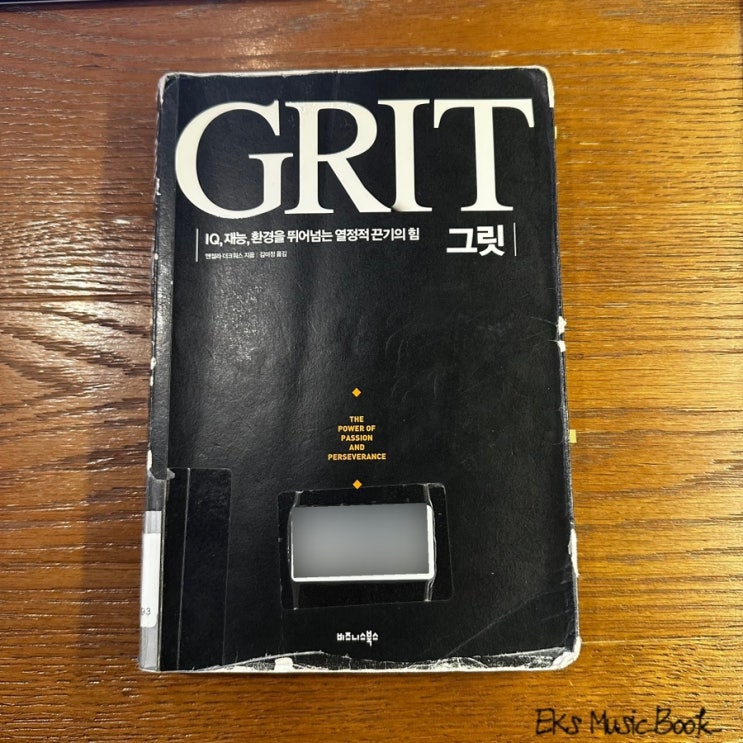 GRIT
IQ, 재능, 환경을 뛰어넘는 열정적 끈기의 힘
그릿
앤절라 더크워스 지음 | 김미정 옮김
THE
POWER OF
PASSION
AND
PERSEVERANCE
93
비즈니스북스
EKS Music Book